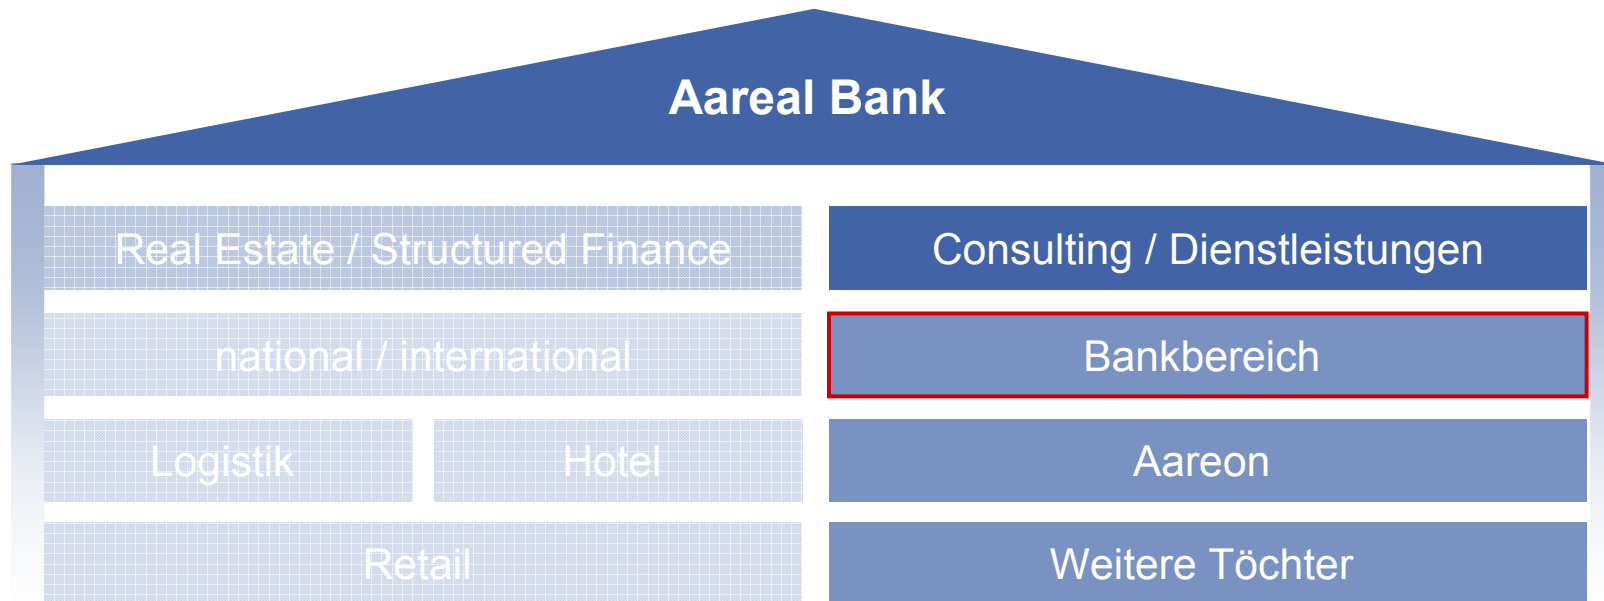 Aareal Bank
Real Estate / Structured Finance
Consulting / Dienstleistungen
national / international
Bankbereich
Logistik
Hotel
Aareon
Retail
Weitere Töchter